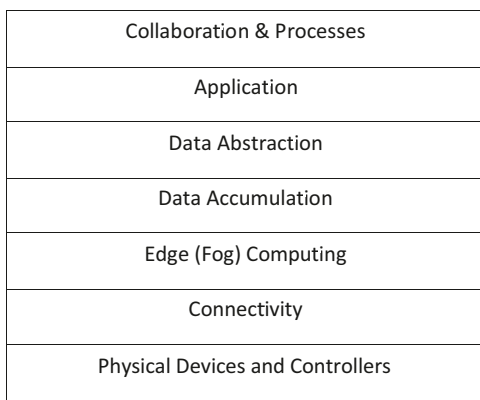 Collaboration & Processes
Application
Data Abstraction
Data Accumulation
Edge (Fog) Computing
Connectivity
Physical Devices and Controllers